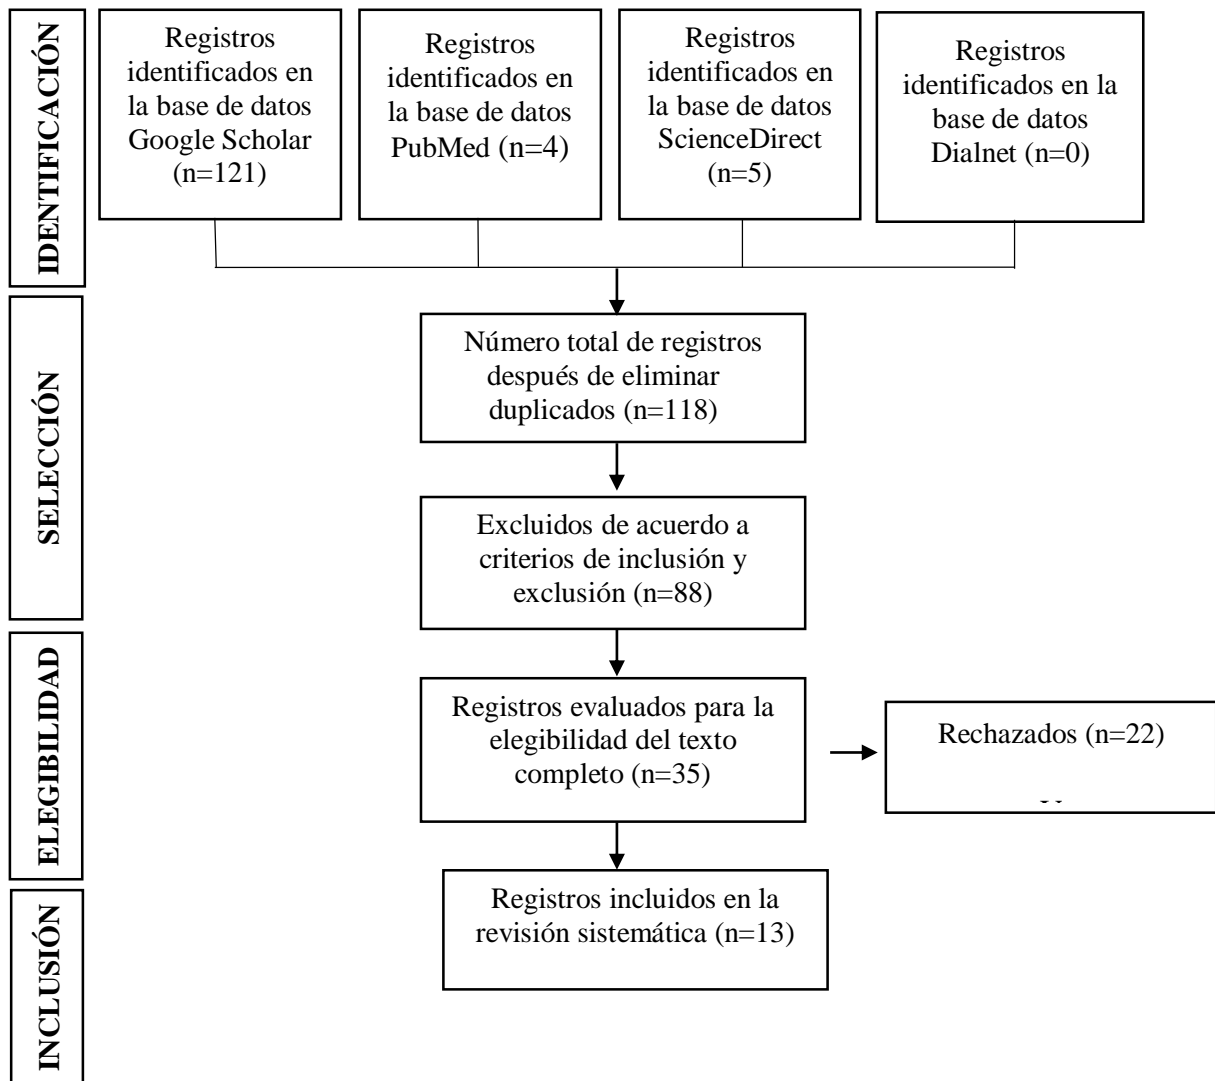 IDENTIFICACIÓN
Registros
identificados en
la base de datos
Google Scholar
(n=121)
Registros
identificados en
la base de datos
PubMed (n=4)
Registros
identificados en
la base de datos
ScienceDirect
(n=5)
Registros
identificados en la
base de datos
Dialnet (n=0)
SELECCIÓN
Número total de registros
después de eliminar
duplicados (n=118)
Excluidos de acuerdo a
criterios de inclusión y
exclusión (n=88)
ELEGIBILIDAD
Registros evaluados para la
elegibilidad del texto
completo (n=35)
Rechazados (n=22)
INCLUSIÓN
Registros incluidos en la
revisión sistemática (n=13)